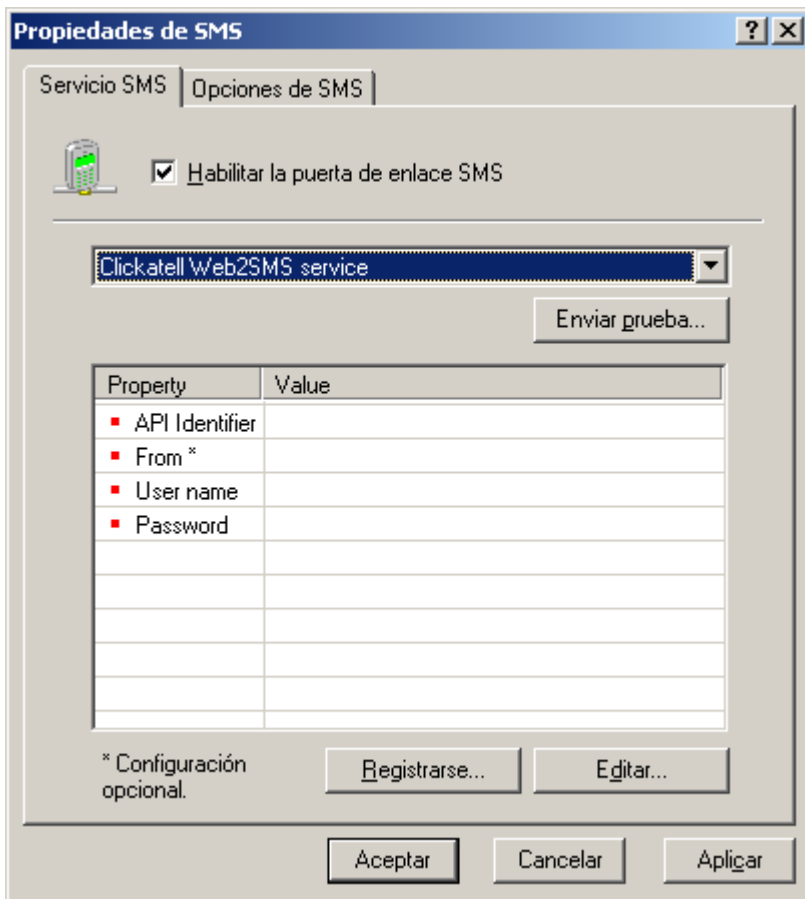 Propiedades de SMS
Servicio SMS
Opciones de SMS
Habilitar la puerta de enlace SMS
Clickatell Web2SMS service
Enviar prueba...
Property Value
API Identifier
From *
User name
Password
* Configuración
opcional.
Registrarse...
Editar...
Aceptar
Cancelar
Aplicar